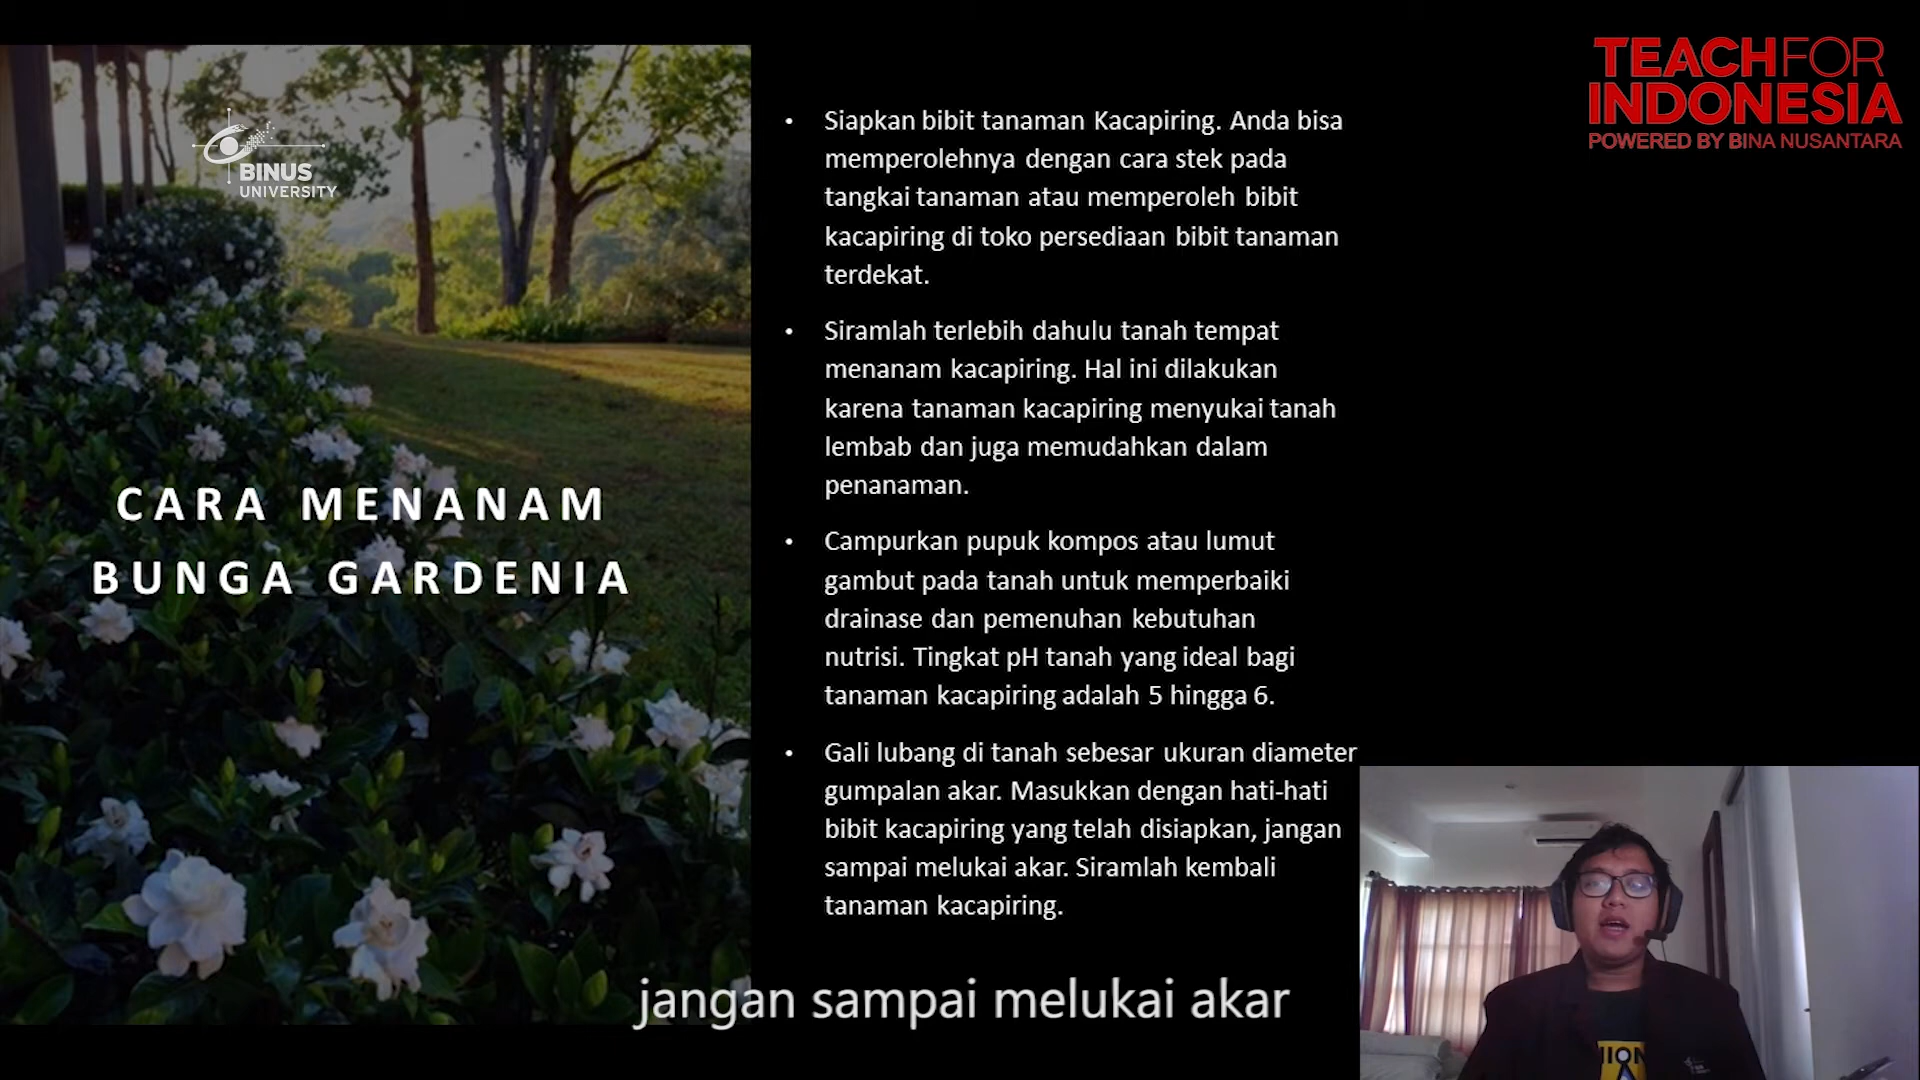 TEACHFOR
INDONESIA
POWERED BY BINA NUSANTARA
BINUS
UNIVERSITY
CARA MENANAM
BUNGA GARDENIA
• Siapkan bibit tanaman Kacapiring. Anda bisa
memperolehnya dengan cara stek pada
tangkai tanaman atau memperoleh bibit
kacapiring di toko persediaan bibit tanaman
terdekat.
• Siramlah terlebih dahulu tanah tempat
menanam kacapiring. Hal ini dilakukan
karena tanaman kacapiring menyukai tanah
lembab dan juga memudahkan dalam
penanaman.
• Campurkan pupuk kompos atau lumut
gambut pada tanah untuk memperbaiki
drainase dan pemenuhan kebutuhan
nutrisi. Tingkat pH tanah yang ideal bagi
tanaman kacapiring adalah 5 hingga 6.
• Gali lubang di tanah sebesar ukuran diameter
gumpalan akar. Masukkan dengan hati-hati
bibit kacapiring yang telah disiapkan, jangan
sampai melukai akar. Siramlah kembali
tanaman kacapiring.
jangan sampai melukai akar